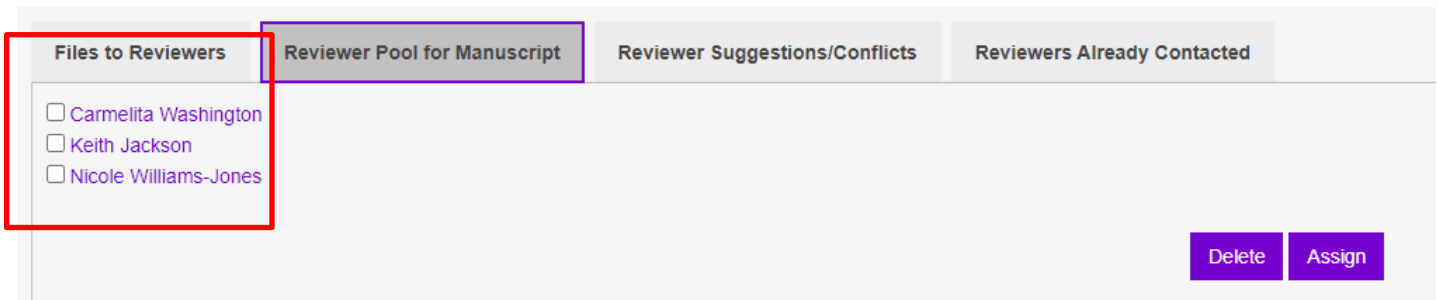 Files to Reviewers Reviewer Pool for Manuscript Reviewer Suggestions/Conflicts Reviewers Already Contacted
Carmelita Washington
Keith Jackson
Nicole Williams-Jones
Delete Assign